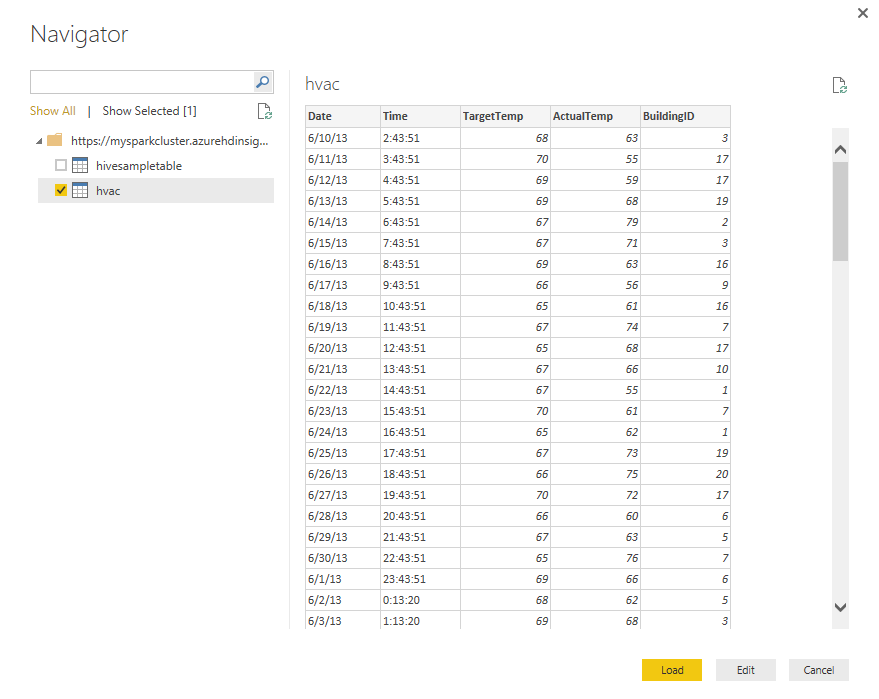 Navigator
Show All | Show Selected [1]
https://mysparkcluster.azurehdinsig...
hivesampletable
hvac
hvac
Date Time TargetTemp ActualTemp BuildingID
6/10/13 2:43:51 68 63 3
6/11/13 3:43:51 70 55 17
6/12/13 4:43:51 69 59 17
6/13/13 5:43:51 69 68 19
6/14/13 6:43:51 67 79 2
6/15/13 7:43:51 67 71 3
6/16/13 8:43:51 69 63 16
6/17/13 9:43:51 66 56 9
6/18/13 10:43:51 65 61 16
6/19/13 11:43:51 67 74 7
6/20/13 12:43:51 65 68 17
6/21/13 13:43:51 67 66 10
6/22/13 14:43:51 67 55 1
6/23/13 15:43:51 70 61 7
6/24/13 16:43:51 65 62 1
6/25/13 17:43:51 67 73 19
6/26/13 18:43:51 66 75 20
6/27/13 19:43:51 70 72 17
6/28/13 20:43:51 66 60 6
6/29/13 21:43:51 67 63 5
6/30/13 22:43:51 65 76 7
6/1/13 23:43:51 69 66 6
6/2/13 0:13:20 68 62 5
6/3/13 1:13:20 69 68 3
Load Edit Cancel